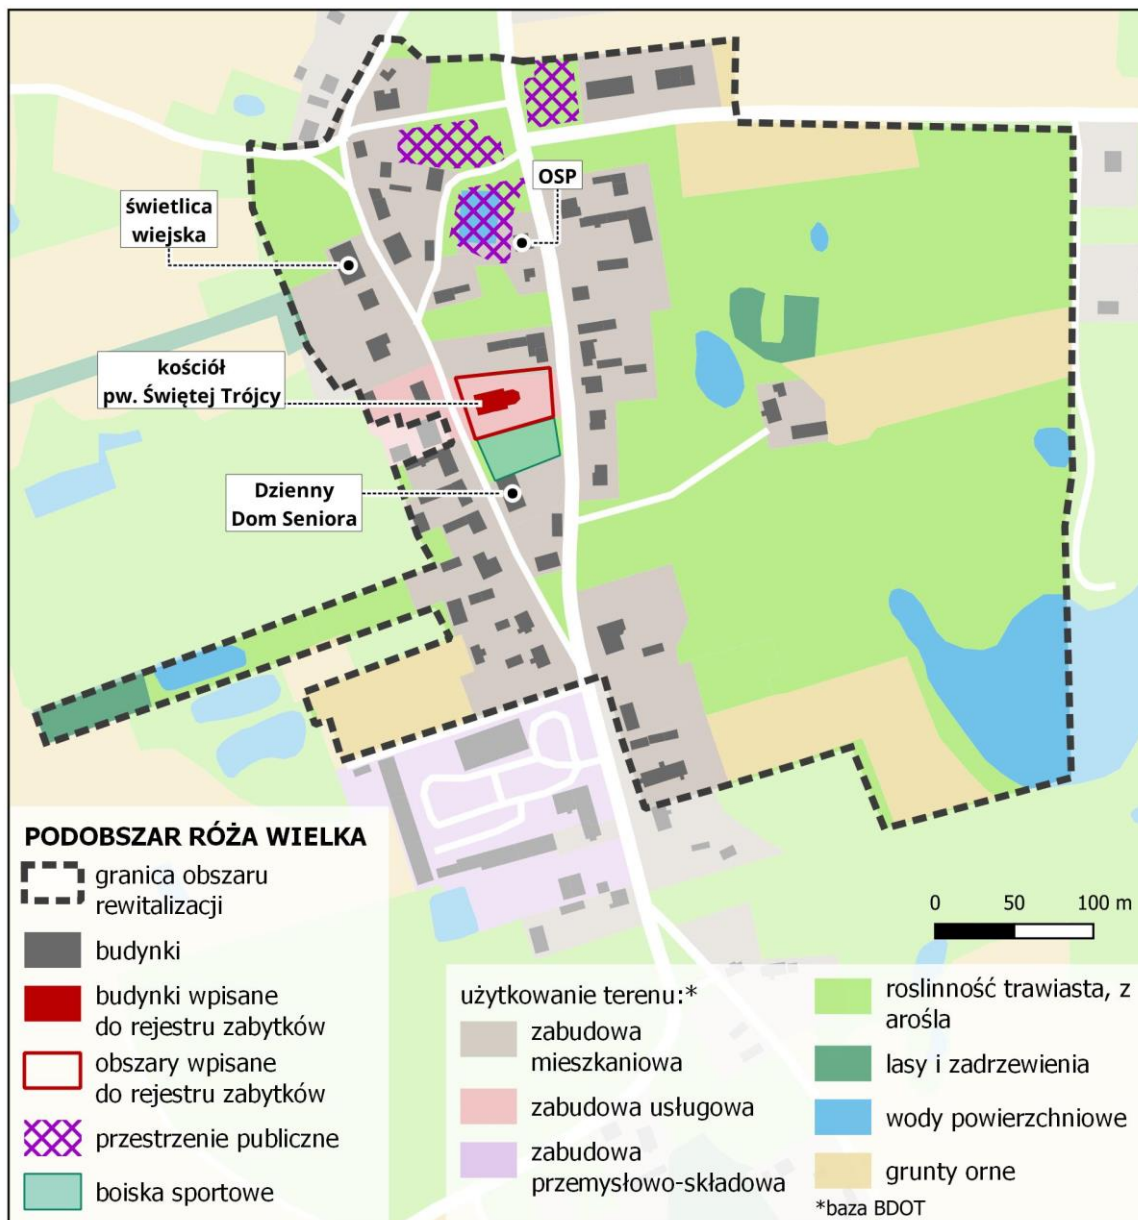 OSP
świetlica
wiejska
kościół
pw. Świętej Trójcy
Dzienny
Dom Seniora
PODOBSZAR RÓŻA WIELKA
granica obszaru
rewitalizacji
budynki
budynki wpisane
do rejestru zabytków
obszary wpisane
do rejestru zabytków
przestrzenie publiczne
boiska sportowe
0 50 100 m
użytkowanie terenu:*
zabudowa
mieszkaniowa
zabudowa usługowa
zabudowa
przemysłowo-składowa
roslinność trawiasta, z
arośla
lasy i zadrzewienia
wody powierzchniowe
grunty orne
*baza BDOT